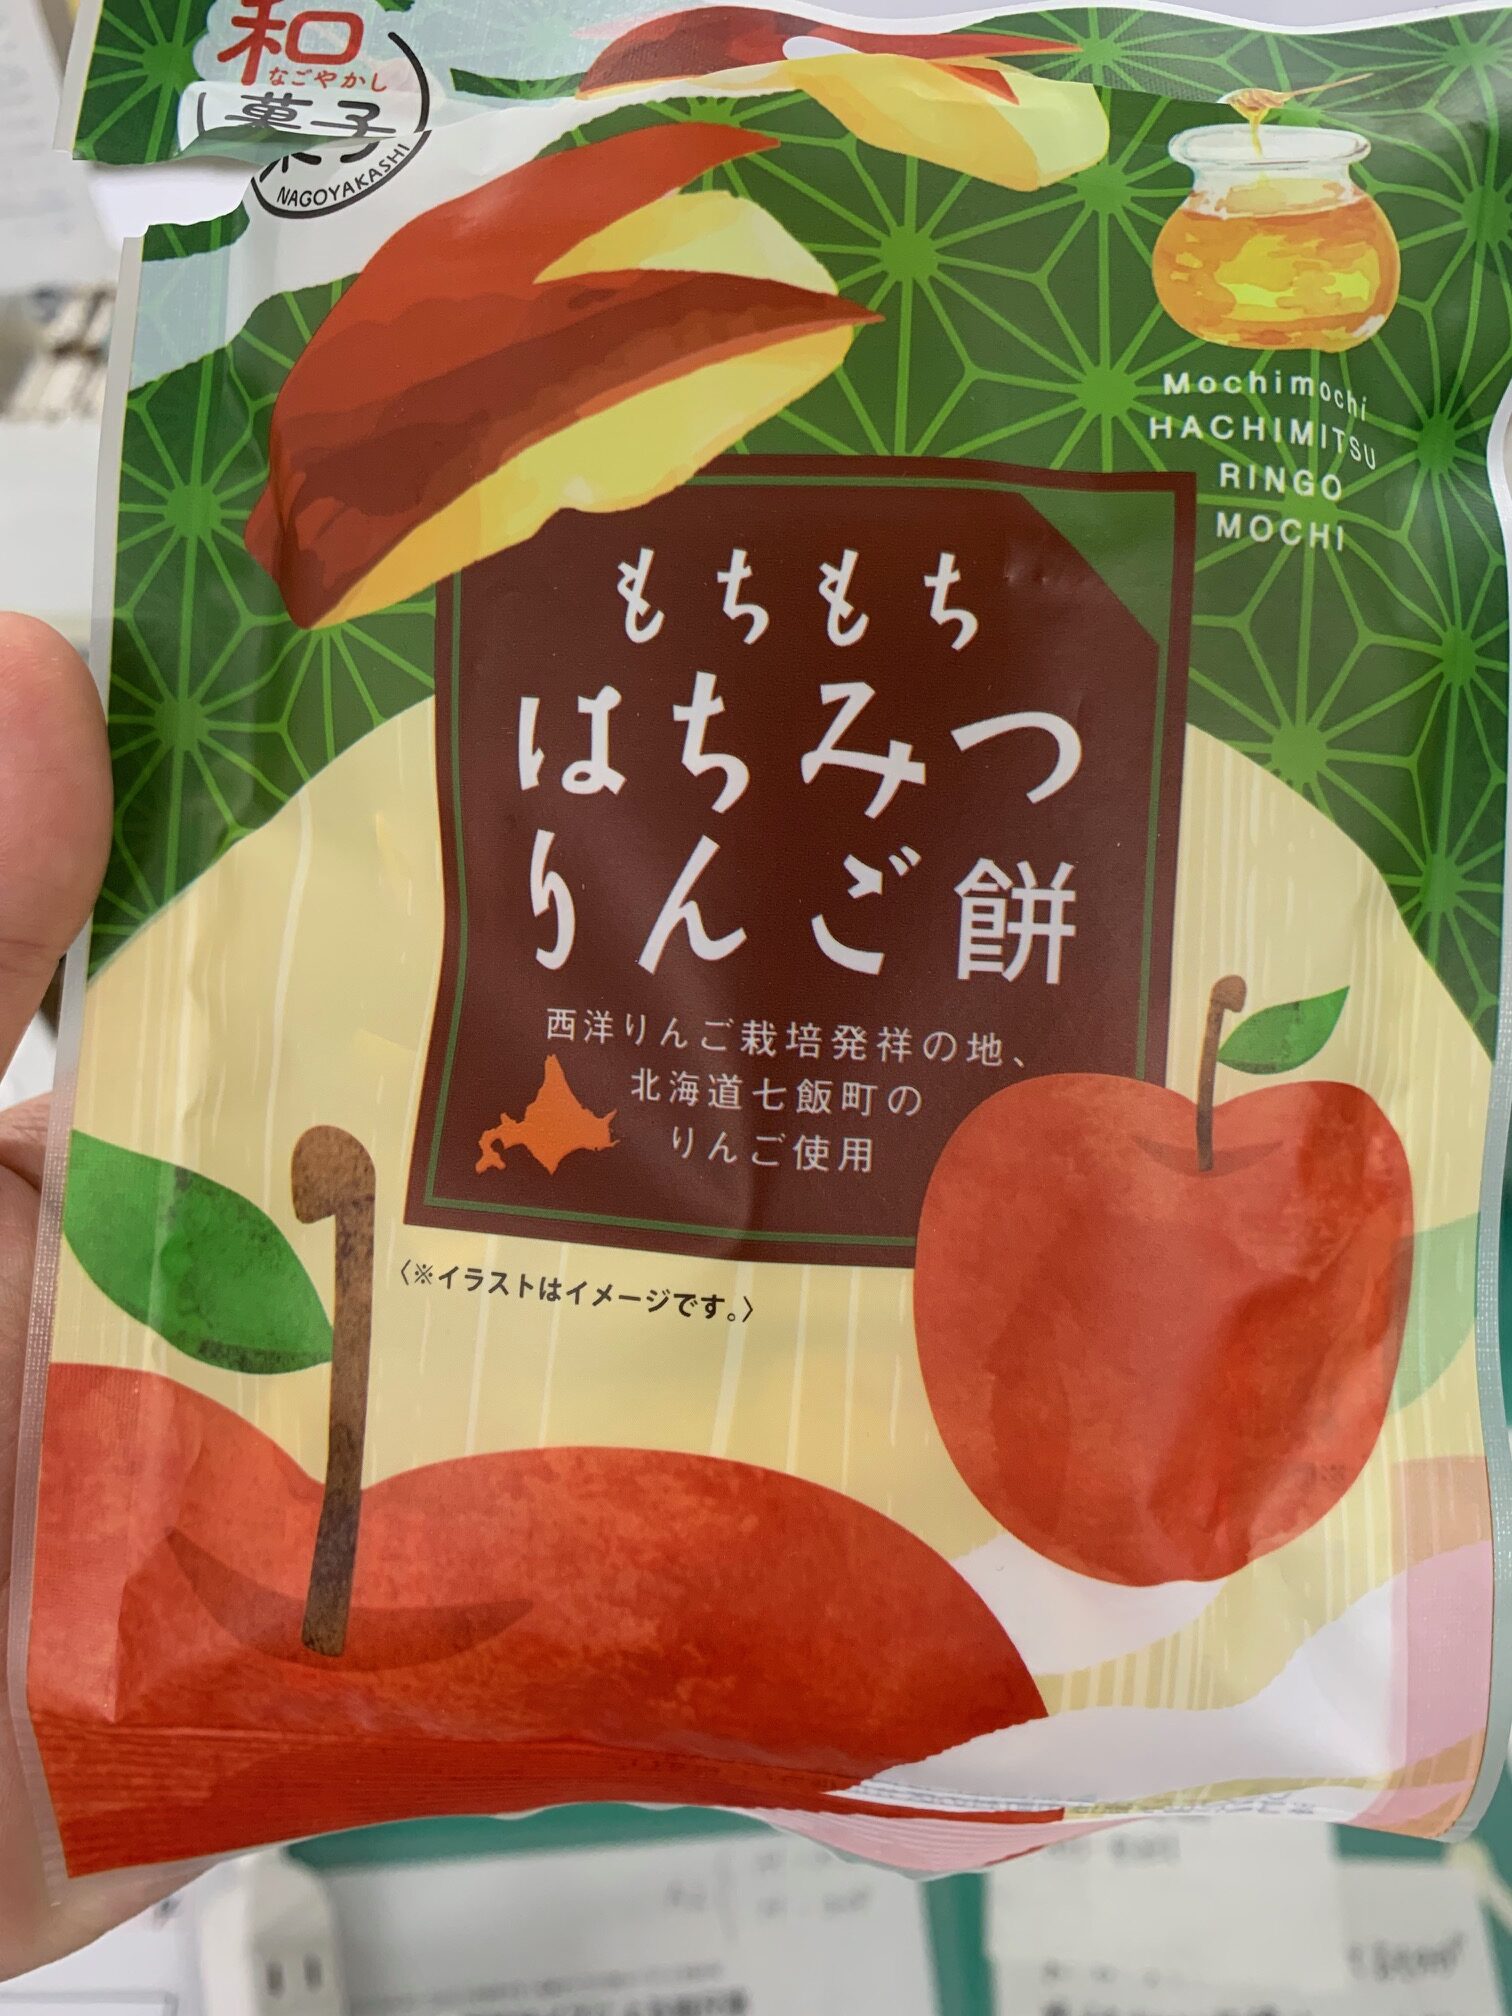 和
なごやかし
菓子
NAGOYAKASHI
Mochimochi
HACHIMITSU
RINGO
MOCHI
もちもち
はちみつ
りんご餅
西洋りんご栽培発祥の地、
北海道七飯町の
りんご使用
〈※イラストはイメージです。〉